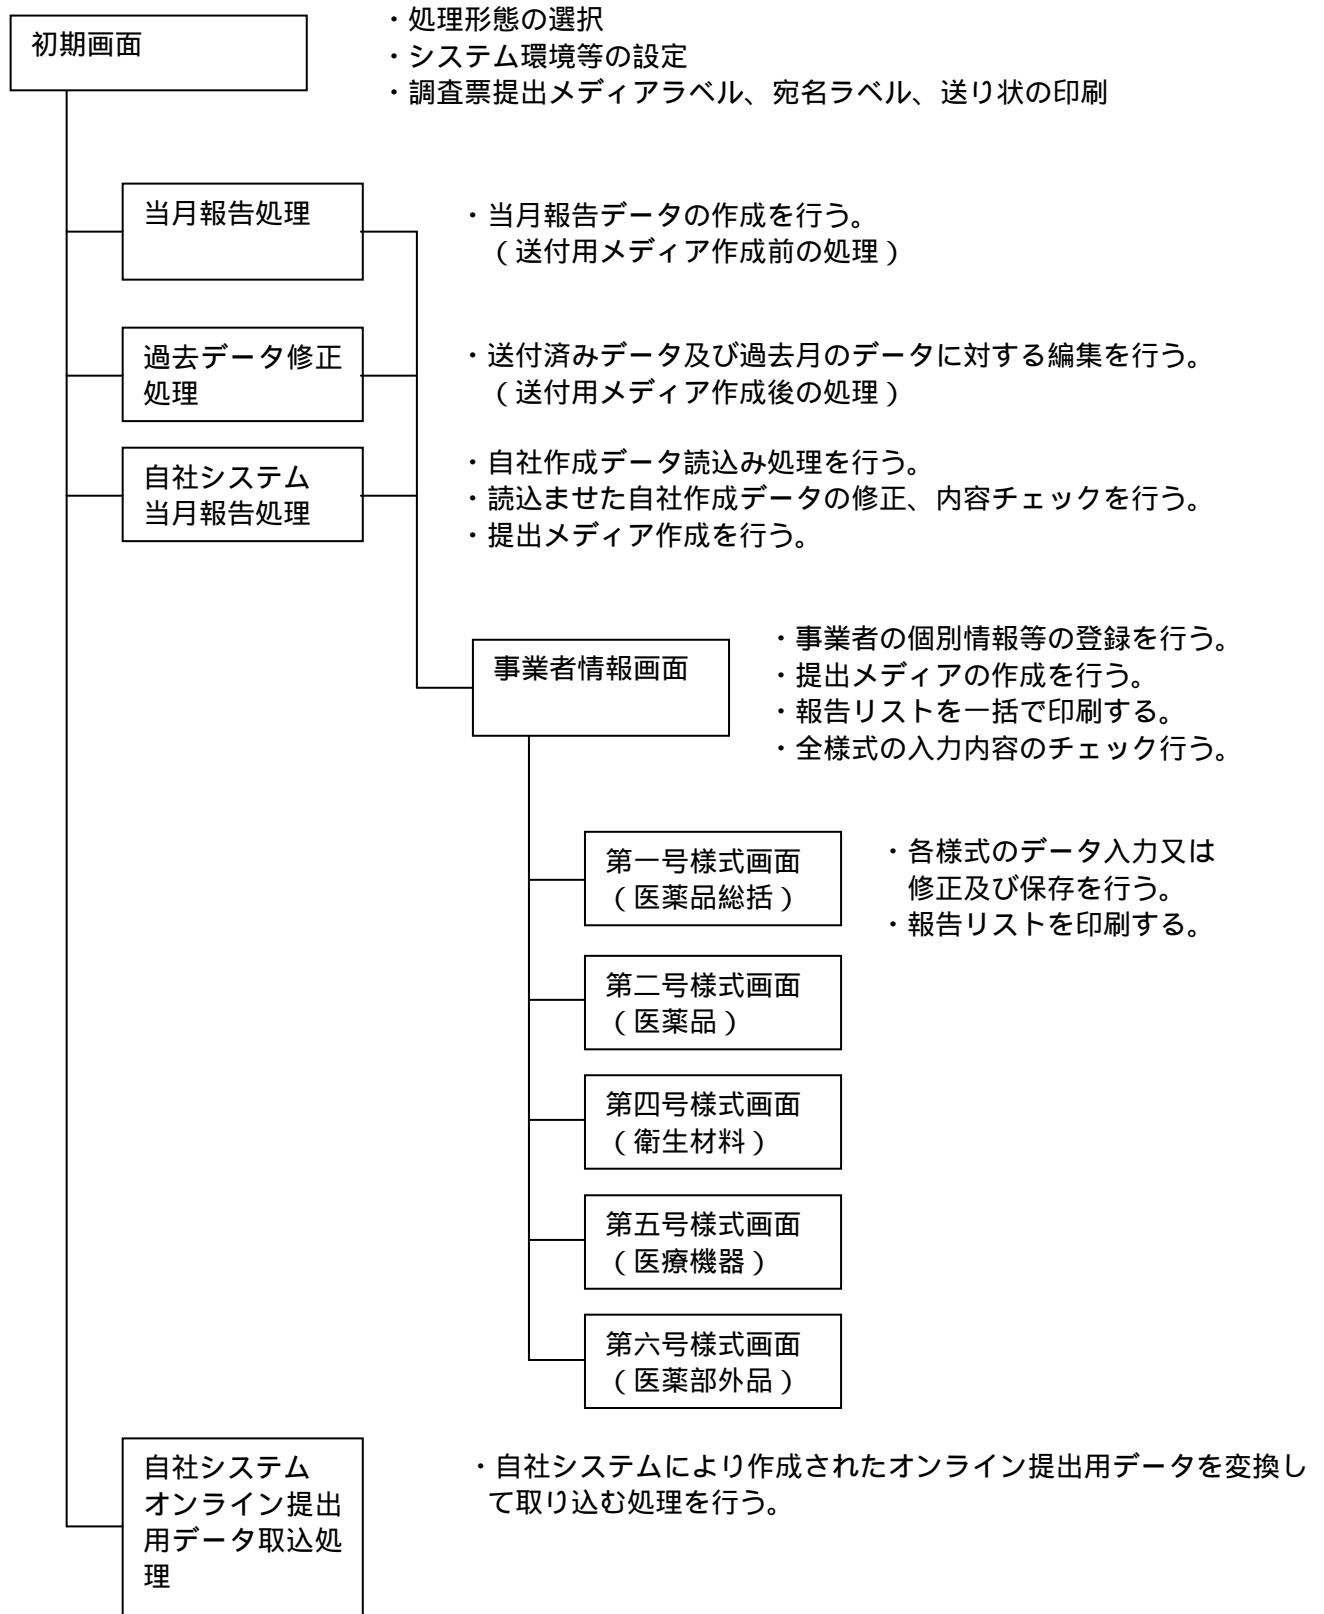 初期画面
・処理形態の選択
・システム環境等の設定
・調査票提出メディアラベル、宛名ラベル、送り状の印刷
当月報告処理
・当月報告データの作成を行う。
（送付用メディア作成前の処理）
過去データ修正
処理
・送付済みデータ及び過去月のデータに対する編集を行う。
（送付用メディア作成後の処理）
自社システム
当月報告処理
・自社作成データ読込み処理を行う。
・読込ませた自社作成データの修正、内容チェックを行う。
・提出メディア作成を行う。
事業者情報画面
・事業者の個別情報等の登録を行う。
・提出メディアの作成を行う。
・報告リストを一括で印刷する。
・全様式の入力内容のチェック行う。
第一号様式画面
（医薬品総括）
・各様式のデータ入力又は
修正及び保存を行う。
・報告リストを印刷する。
第二号様式画面
（医薬品）
第四号様式画面
（衛生材料）
第五号様式画面
（医療機器）
第六号様式画面
（医薬部外品）
自社システム
オンライン提出
用データ取込処
理
・自社システムにより作成されたオンライン提出用データを変換し
て取り込む処理を行う。